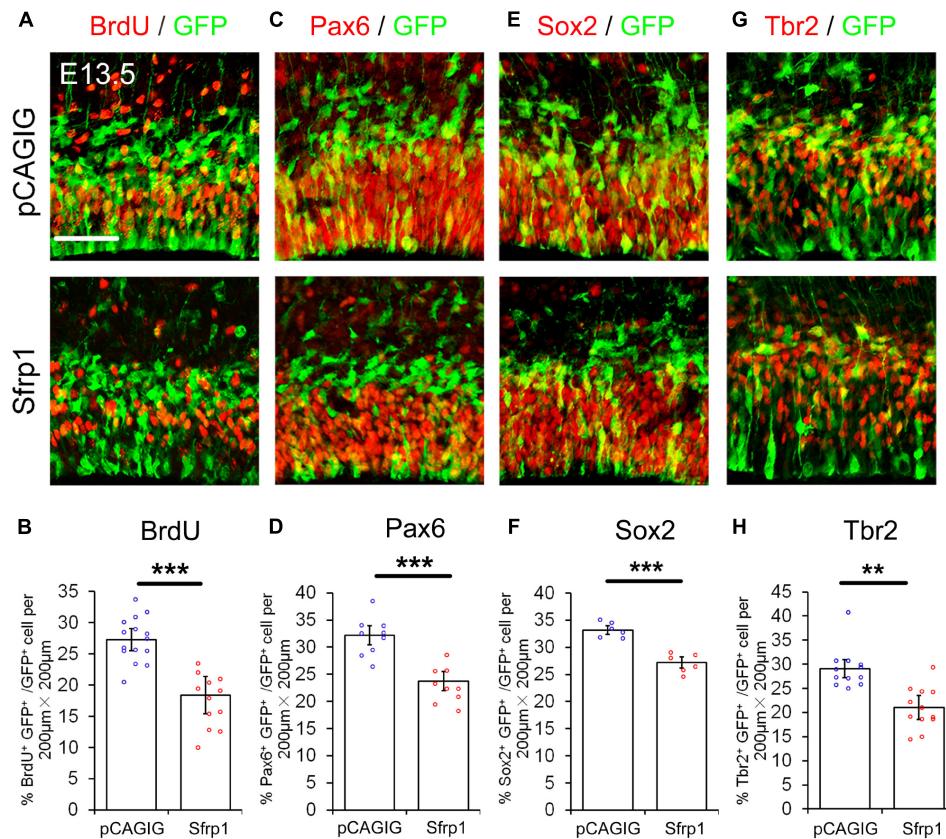 A BrdU / GFP
C Pax6 / GFP
E Sox2 / GFP
G Tbr2 / GFP
pCAGIG
E13.5
Sfrp1
B BrdU
***
% BrdU⁺ GFP⁺ /GFP⁺ cell per
200μm × 200μm
35
30
25
20
15
10
5
0
pCAGIG Sfrp1
D Pax6
***
% Pax6⁺ GFP⁺ /GFP⁺ cell per
200μm × 200μm
40
35
30
25
20
15
10
5
0
pCAGIG Sfrp1
F Sox2
***
% Sox2⁺ GFP⁺ /GFP⁺ cell per
200μm × 200μm
40
35
30
25
20
15
10
5
0
pCAGIG Sfrp1
H Tbr2
**
% Tbr2⁺ GFP⁺ /GFP⁺ cell per
200μm × 200μm
45
40
35
30
25
20
15
10
5
0
pCAGIG Sfrp1